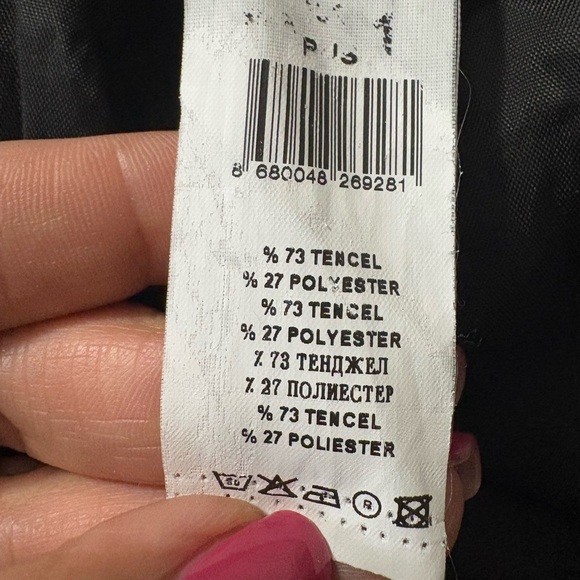 8 680048 269281
% 73 TENCEL
% 27 POLYESTER
% 73 TENCEL
% 27 POLYESTER
% 73 ТЕНДЖЕЛ
% 27 ПОЛИЕСТЕР
% 73 TENCEL
% 27 POLIESTER